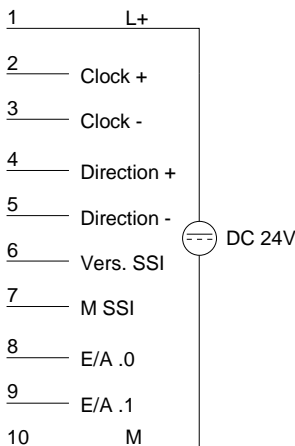 1 L+
2 Clock +
3 Clock -
4 Direction +
5 Direction -
DC 24V
6 Vers. SSI
7 M SSI
8 E/A .0
9 E/A .1
10 M